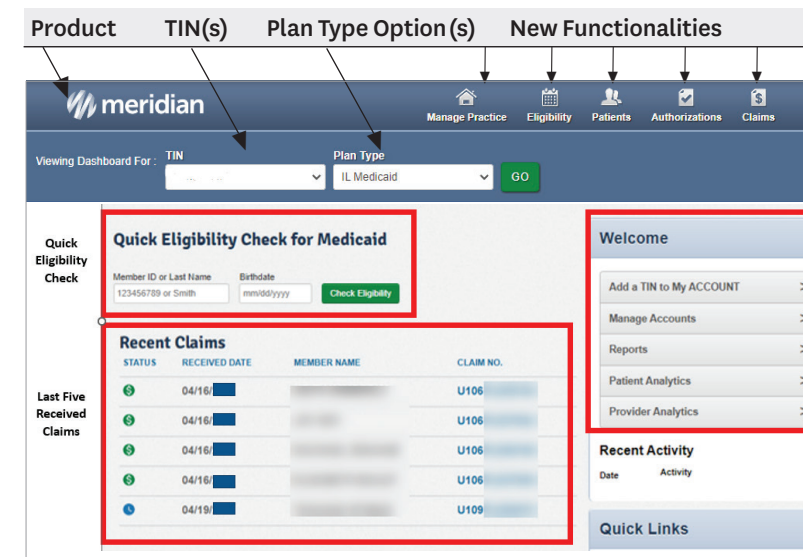 Product TIN(s) Plan Type Option(s) New Functionalities
meridian
Manage Practice Eligibility Patients Authorizations Claims
Viewing Dashboard For : TIN Plan Type
IL Medicaid GO
Quick
Eligibility
Check
Quick Eligibility Check for Medicaid
Member ID or Last Name Birthdate
123456789 or Smith mm/dd/yyyy Check Eligibility
Welcome
Add a TIN to My ACCOUNT >
Manage Accounts >
Reports >
Patient Analytics >
Provider Analytics >
Last Five
Received
Claims
Recent Claims
STATUS RECEIVED DATE MEMBER NAME CLAIM NO.
04/16/ U106
04/16/ U106
04/16/ U106
04/16/ U106
04/19/ U109
Recent Activity
Date Activity
Quick Links